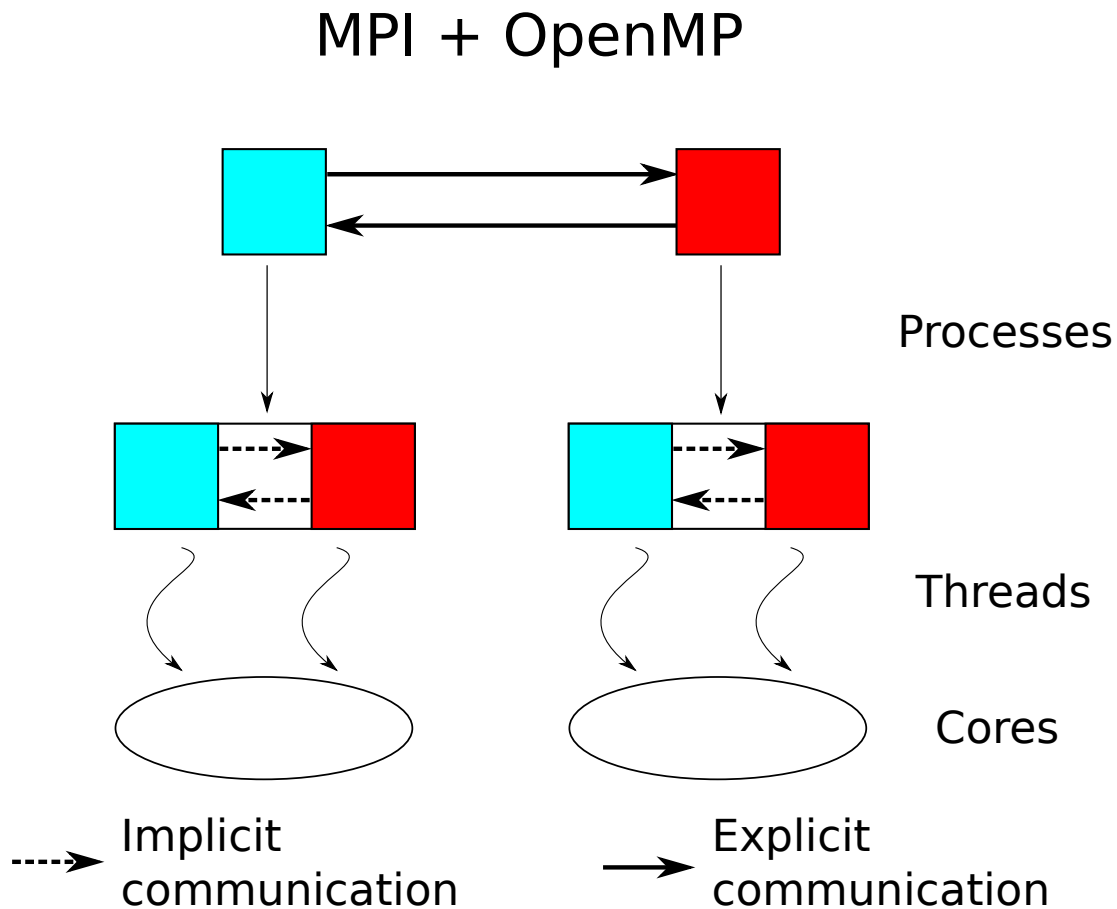 MPI + OpenMP
Processes
Threads
Cores
Implicit
communication
Explicit
communication